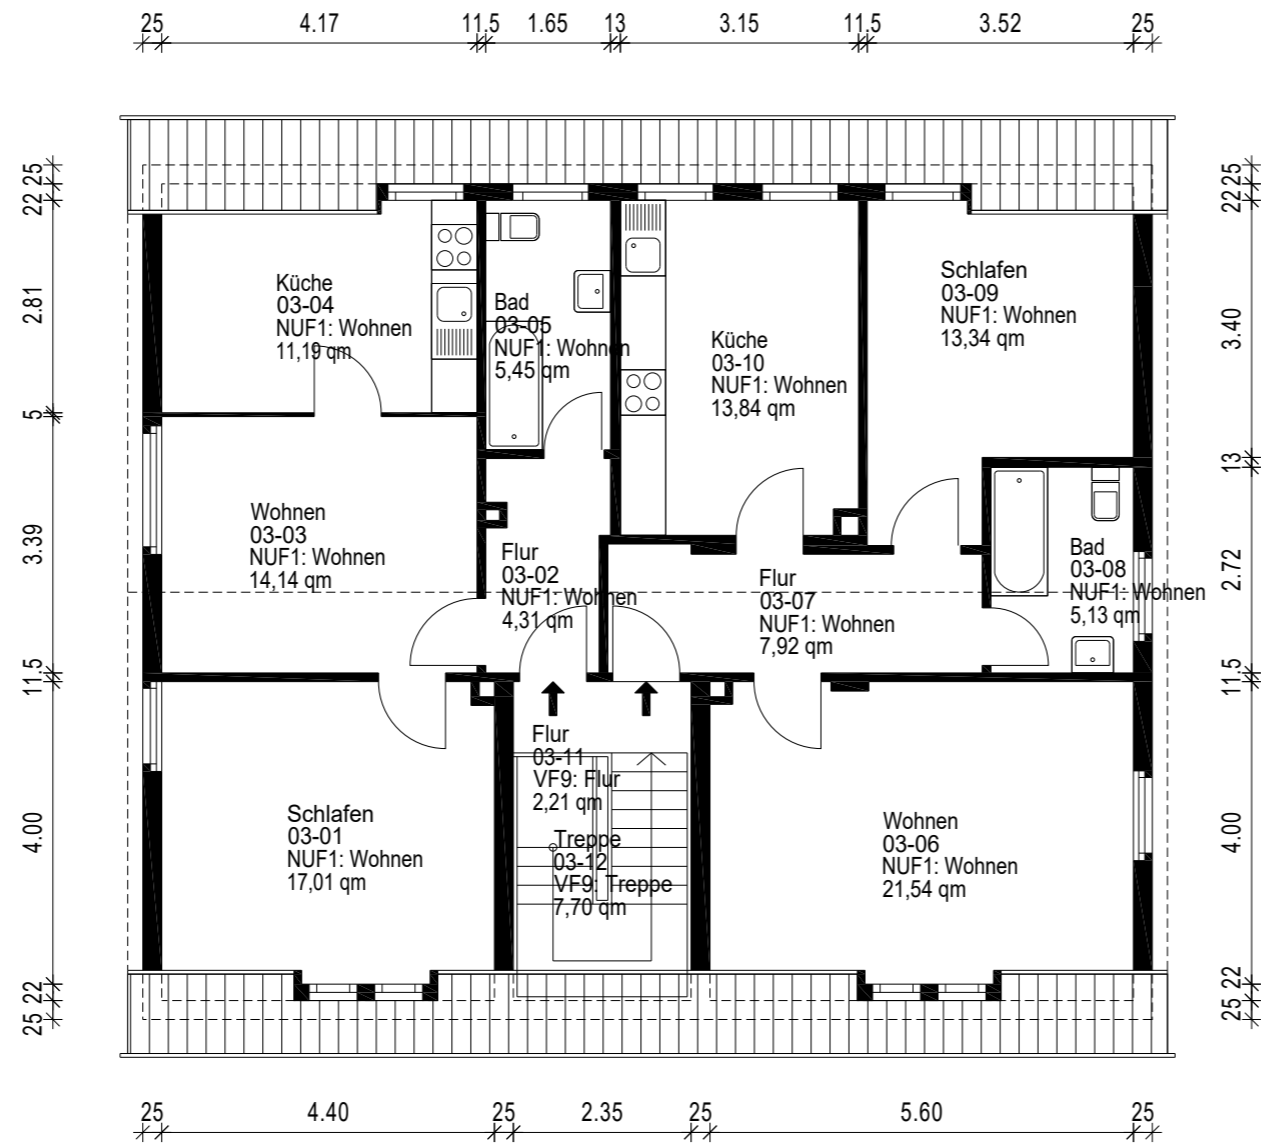 25 4.17 11.5 1.65 13 3.15 11.5 3.52 25
25
22
2.81
5
3.39
11.5
4.00
22
25
Küche
03-04
NUF1: Wohnen
11,19 qm
Bad
03-05
NUF1: Wohnen
5,45 qm
Küche
03-10
NUF1: Wohnen
13,84 qm
Schlafen
03-09
NUF1: Wohnen
13,34 qm
Wohnen
03-03
NUF1: Wohnen
14,14 qm
Flur
03-02
NUF1: Wohnen
4,31 qm
Flur
03-07
NUF1: Wohnen
7,92 qm
Bad
03-08
NUF1: Wohnen
5,13 qm
Schlafen
03-01
NUF1: Wohnen
17,01 qm
Flur
03-11
VF9: Flur
2,21 qm
Treppe
03-12
VF9: Treppe
7,70 qm
Wohnen
03-06
NUF1: Wohnen
21,54 qm
25
22
3.40
13
2.72
11.5
4.00
22
25
25 4.40 25 2.35 25 5.60 25